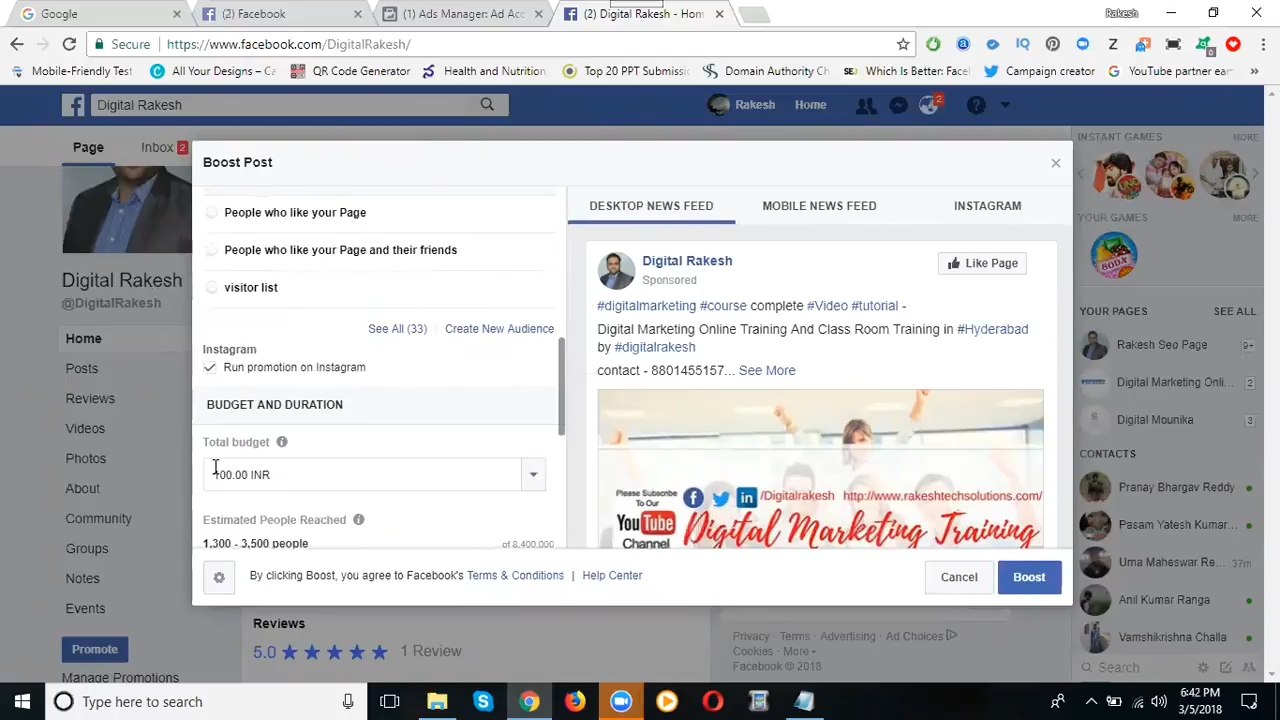 Google
(2) Facebook
(1) Ads Manager: Ad Acc
(2) Digital Rakesh - Hom
Rakesh
Secure
https://www.facebook.com/DigitalRakesh/
Mobile-Friendly Test
All Your Designs – Ca
QR Code Generator
Health and Nutrition
Top 20 PPT Submissi
Domain Authority Ch
SEJ
Which Is Better: Facel
Campaign creator
YouTube partner earn
Digital Rakesh
Rakesh
Home
2
Page
Inbox 2
Boost Post
INSTANT GAMES
MORE
People who like your Page
People who like your Page and their friends
visitor list
See All (33)
Create New Audience
Instagram
Run promotion on Instagram
BUDGET AND DURATION
Total budget
100.00 INR
Estimated People Reached
1,300 - 3,500 people
of 8,400,000
DESKTOP NEWS FEED
MOBILE NEWS FEED
INSTAGRAM
Digital Rakesh
Sponsored
Like Page
#digitalmarketing #course complete #Video #tutorial -
Digital Marketing Online Training And Class Room Training in #Hyderabad
by #digitalrakesh
contact - 8801455157... See More
Please Subscribe
To Our
YouTube
Channel
/Digitalrakesh
http://www.rakeshtechsolutions.com/
Digital Marketing Training
By clicking Boost, you agree to Facebook's Terms & Conditions | Help Center
Cancel
Boost
Digital Rakesh
@DigitalRakesh
Home
Posts
Reviews
Videos
Photos
About
Community
Groups
Notes
Events
Promote
Manage Promotions
Reviews
5.0
1 Review
Privacy · Terms · Advertising · Ad Choices
Cookies · More
Facebook © 2018
YOUR GAMES
MORE
SODA
YOUR PAGES
SEE ALL
Rakesh Seo Page
9+
Digital Marketing Onli...
2
Digital Mounika
3
CONTACTS
Pranay Bhargav Reddy
Pasam Yatesh Kumar...
Uma Maheswar Re...
37m
Anil Kumar Ranga
Vamshikrishna Challa
Search
Type here to search
6:42 PM
3/5/2018